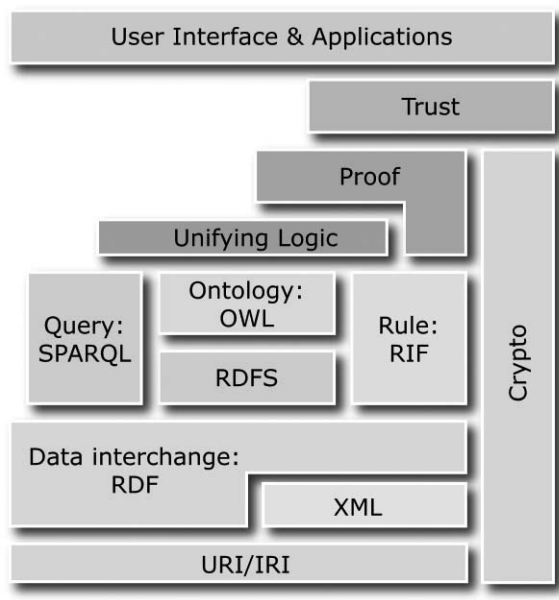 User Interface & Applications
Trust
Proof
Unifying Logic
Query:
SPARQL
Ontology:
OWL
RDFS
Rule:
RIF
Crypto
Data interchange:
RDF
XML
URI/IRI